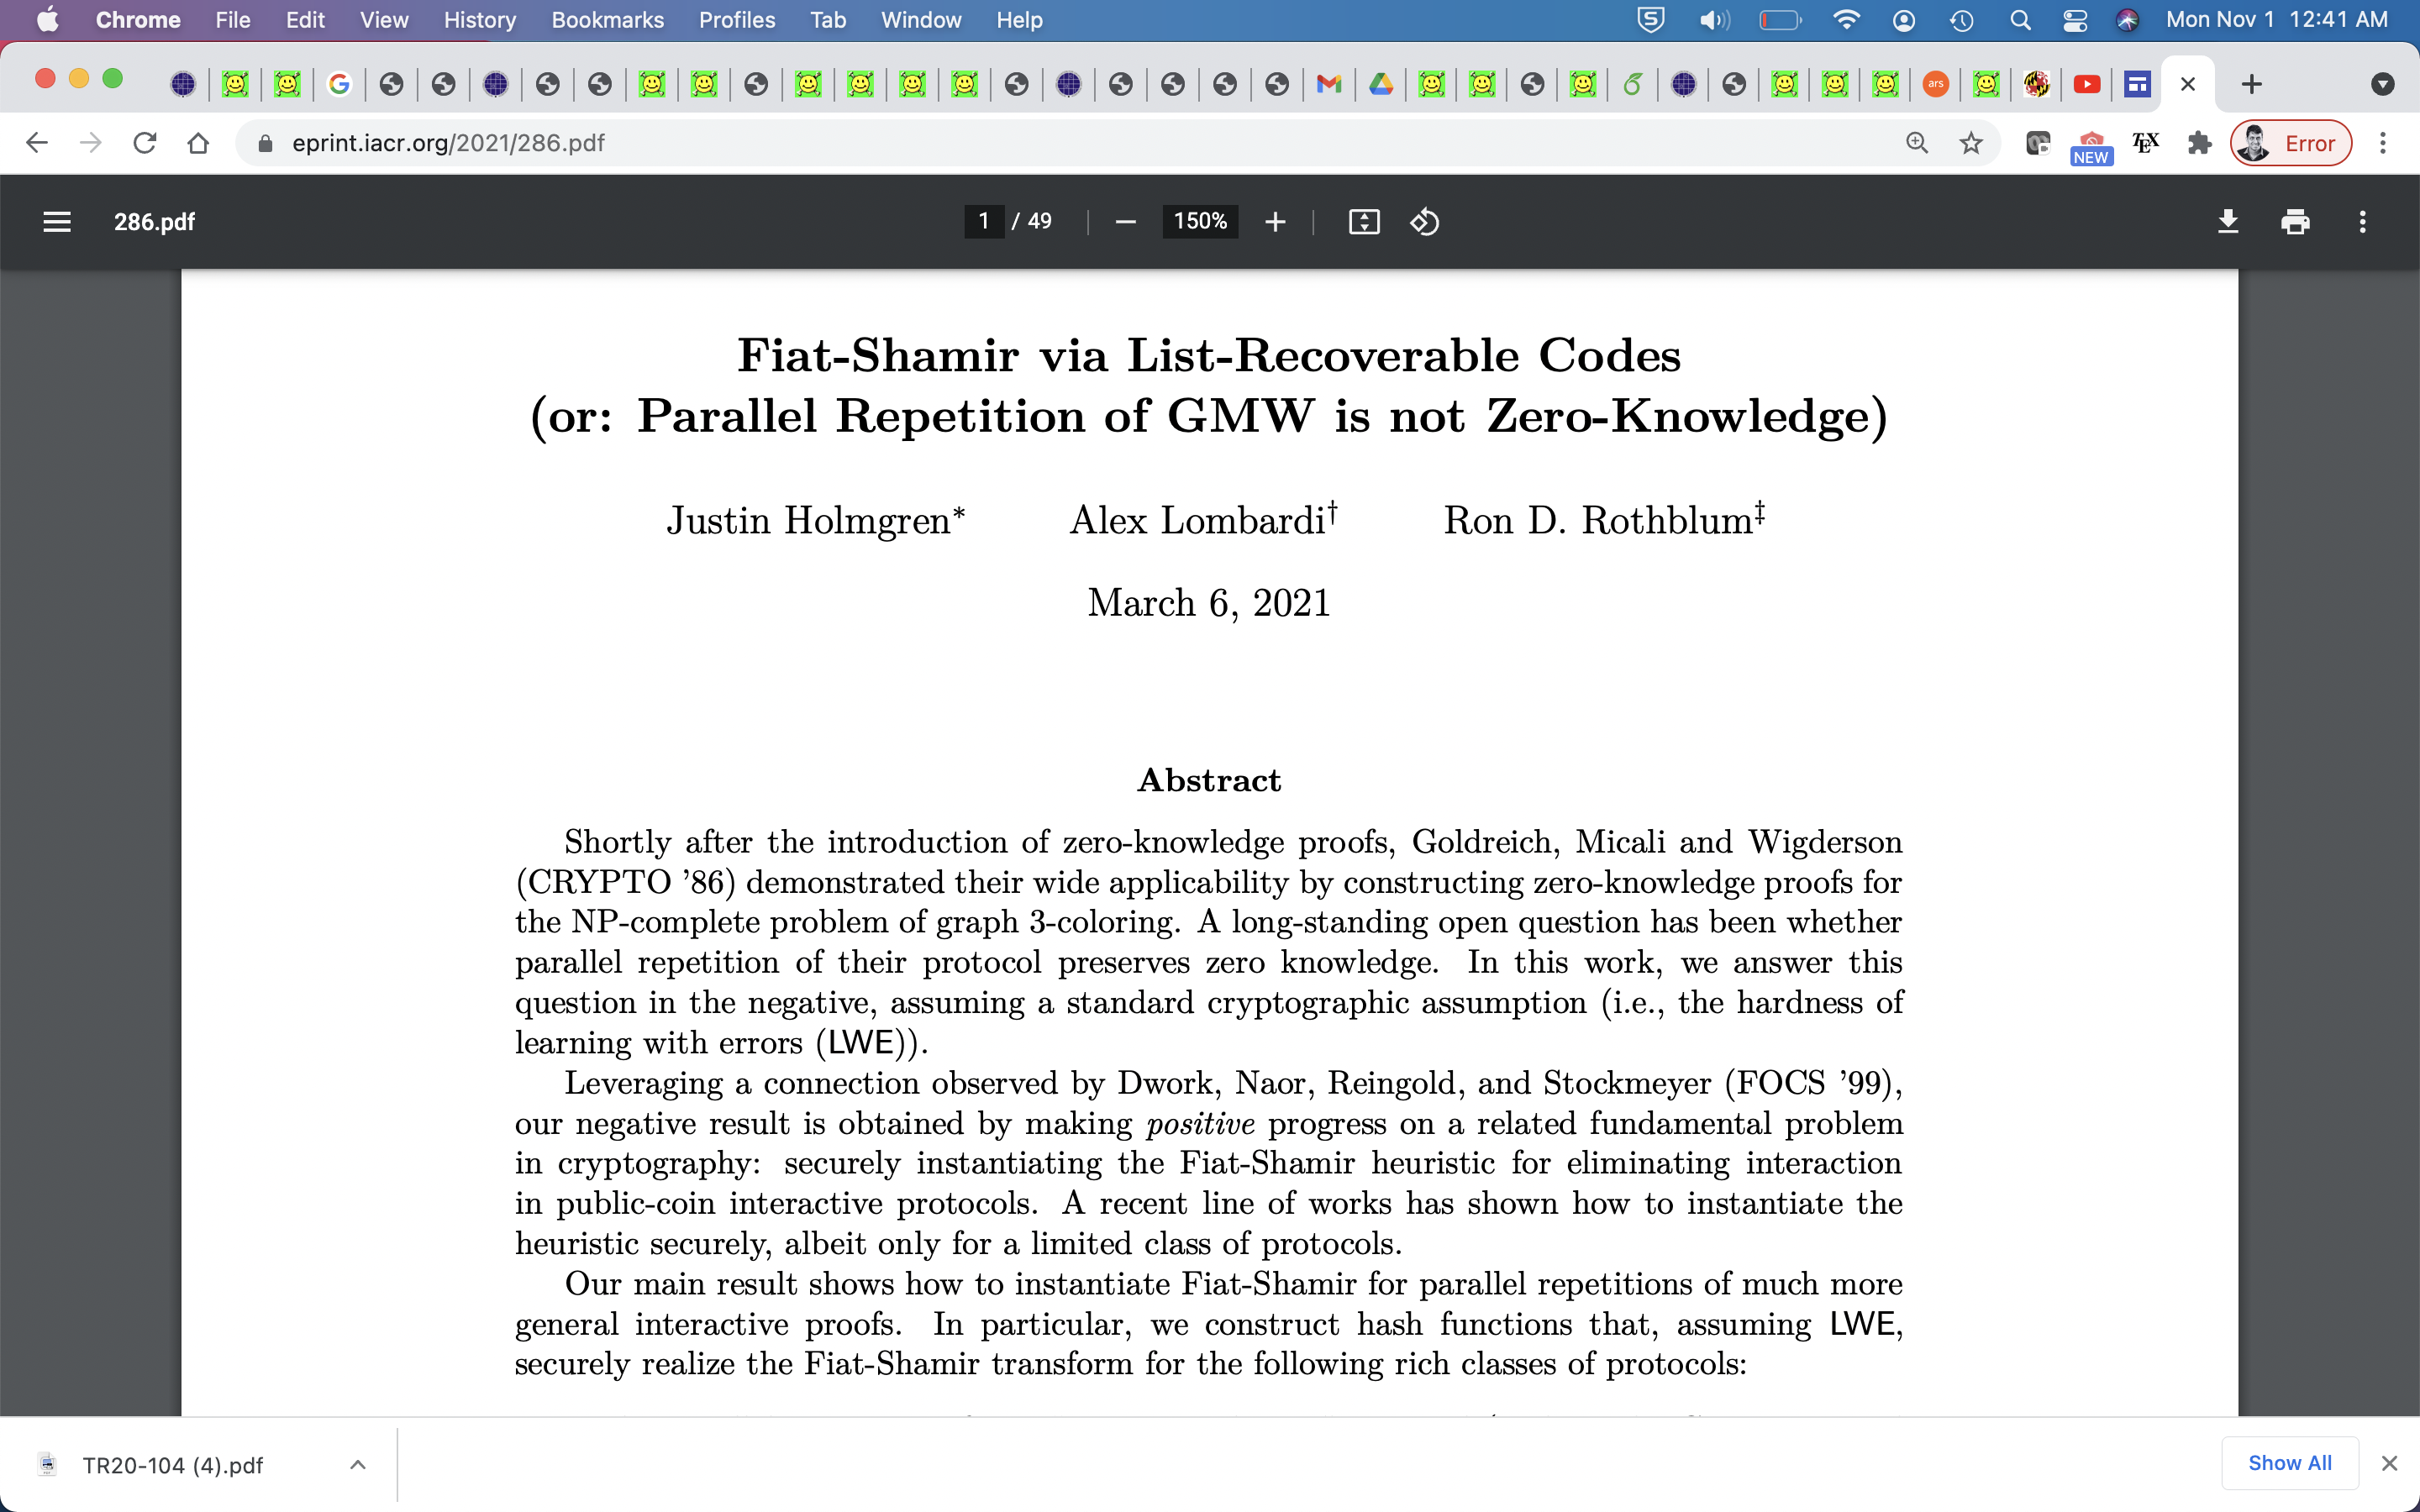 Chrome File Edit View History Bookmarks Profiles Tab Window Help Mon Nov 1 12:41 AM
ars
eprint.iacr.org/2021/286.pdf NEW TEX Error
286.pdf 1 / 49 150%
Fiat-Shamir via List-Recoverable Codes
(or: Parallel Repetition of GMW is not Zero-Knowledge)
Justin Holmgren* Alex Lombardi† Ron D. Rothblum‡
March 6, 2021
Abstract
Shortly after the introduction of zero-knowledge proofs, Goldreich, Micali and Wigderson
(CRYPTO ’86) demonstrated their wide applicability by constructing zero-knowledge proofs for
the NP-complete problem of graph 3-coloring. A long-standing open question has been whether
parallel repetition of their protocol preserves zero knowledge. In this work, we answer this
question in the negative, assuming a standard cryptographic assumption (i.e., the hardness of
learning with errors (LWE)).
Leveraging a connection observed by Dwork, Naor, Reingold, and Stockmeyer (FOCS ’99),
our negative result is obtained by making positive progress on a related fundamental problem
in cryptography: securely instantiating the Fiat-Shamir heuristic for eliminating interaction
in public-coin interactive protocols. A recent line of works has shown how to instantiate the
heuristic securely, albeit only for a limited class of protocols.
Our main result shows how to instantiate Fiat-Shamir for parallel repetitions of much more
general interactive proofs. In particular, we construct hash functions that, assuming LWE,
securely realize the Fiat-Shamir transform for the following rich classes of protocols:
TR20-104 (4).pdf Show All